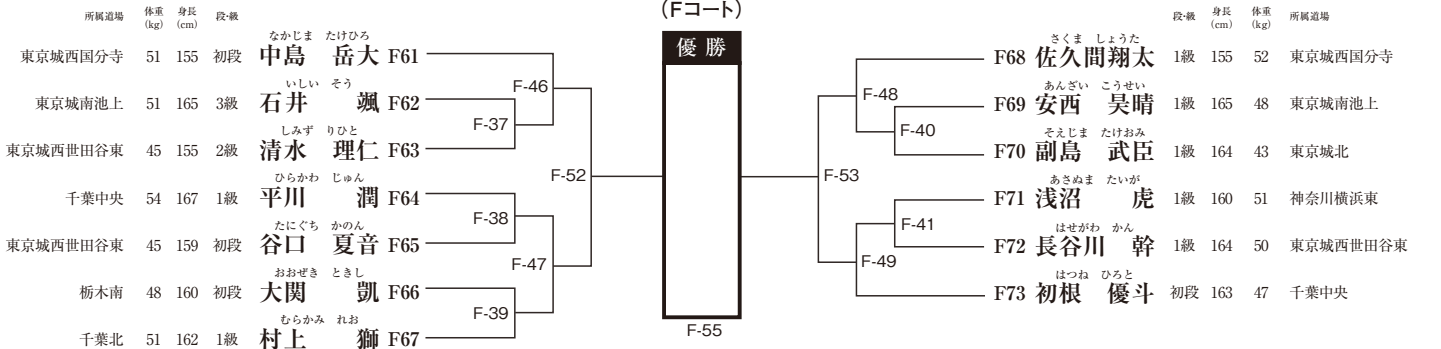 (Fコート)
所属道場 体重(kg) 身長(cm) 段・級
なかじま たけひろ
東京城西国分寺 51 155 初段 中島 岳大 F61
いしい そう
東京城南池上 51 165 3級 石井 颯 F62
しみず りひと
東京城西世田谷東 45 155 2級 清水 理仁 F63
ひらかわ じゅん
千葉中央 54 167 1級 平川 潤 F64
たにぐち かのん
東京城西世田谷東 45 159 初段 谷口 夏音 F65
おおぜき ときし
栃木南 48 160 初段 大関 凱 F66
むらかみ れお
千葉北 51 162 1級 村上 獅 F67
F-46
F-37
F-52
F-38
F-47
F-39
優勝
F-55
段・級 身長(cm) 体重(kg) 所属道場
さくま しょうた
F68 佐久間翔太 1級 155 52 東京城西国分寺
あんざい こうせい
F69 安西 昊晴 1級 165 48 東京城南池上
そえじま たけおみ
F70 副島 武臣 1級 164 43 東京城北
あさぬま たいが
F71 浅沼 虎 1級 160 51 神奈川横浜東
はせがわ かん
F72 長谷川 幹 1級 164 50 東京城西世田谷東
はつね ひろと
F73 初根 優斗 初段 163 47 千葉中央
F-48
F-40
F-53
F-41
F-49